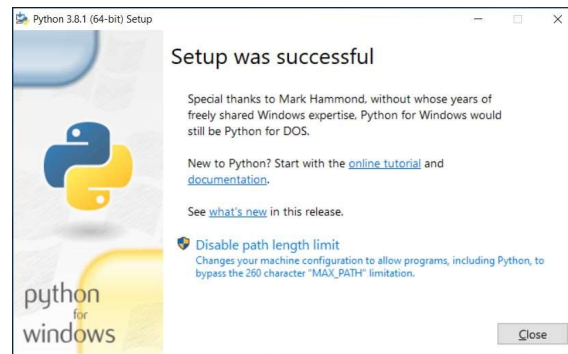 Python 3.8.1 (64-bit) Setup
Setup was successful
Special thanks to Mark Hammond, without whose years of
freely shared Windows expertise, Python for Windows would
still be Python for DOS.
New to Python? Start with the online tutorial and
documentation.
See what's new in this release.
Disable path length limit
Changes your machine configuration to allow programs, including Python, to
bypass the 260 character "MAX_PATH" limitation.
python
for
windows
Close